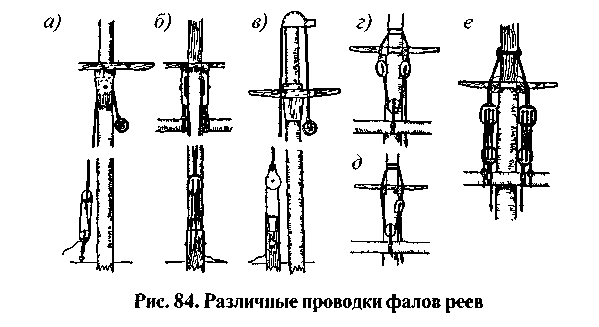 а) б) в) г) е
д)
Рис. 84. Различные проводки фалов реев